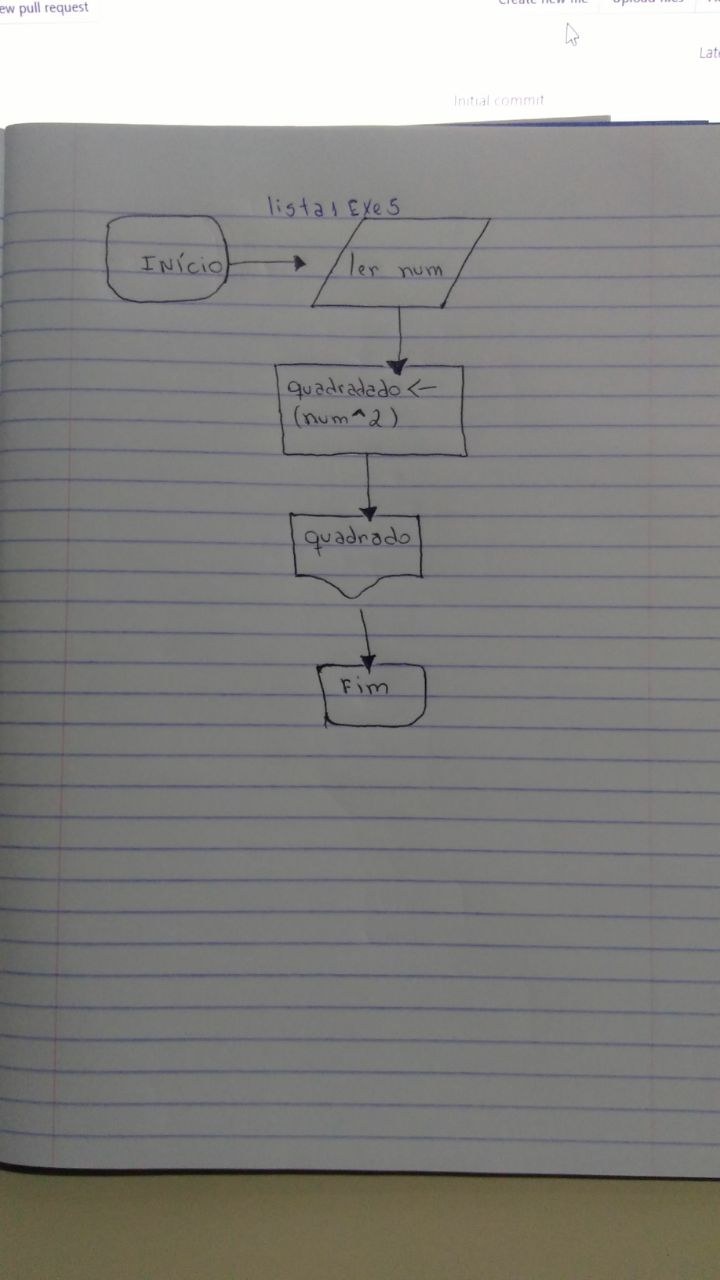 ew pull request
Create new file
Upload files
Late
Initial commit
lista1 Exe5
INício
ler num
quadradado <-
(num^2)
quadrado
Fim